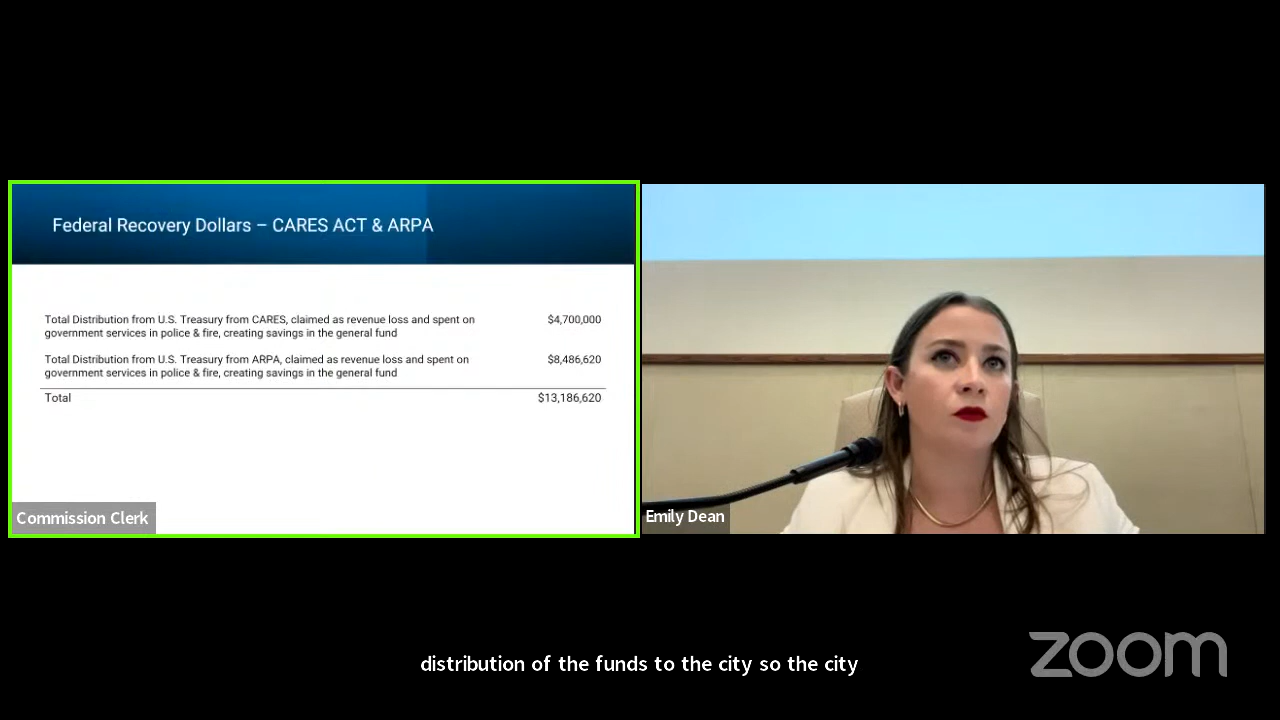 Federal Recovery Dollars – CARES ACT & ARPA
Total Distribution from U.S. Treasury from CARES, claimed as revenue loss and spent on
government services in police & fire, creating savings in the general fund
$4,700,000
Total Distribution from U.S. Treasury from ARPA, claimed as revenue loss and spent on
government services in police & fire, creating savings in the general fund
$8,486,620
Total
$13,186,620
Commission Clerk
Emily Dean
distribution of the funds to the city so the city
zoom